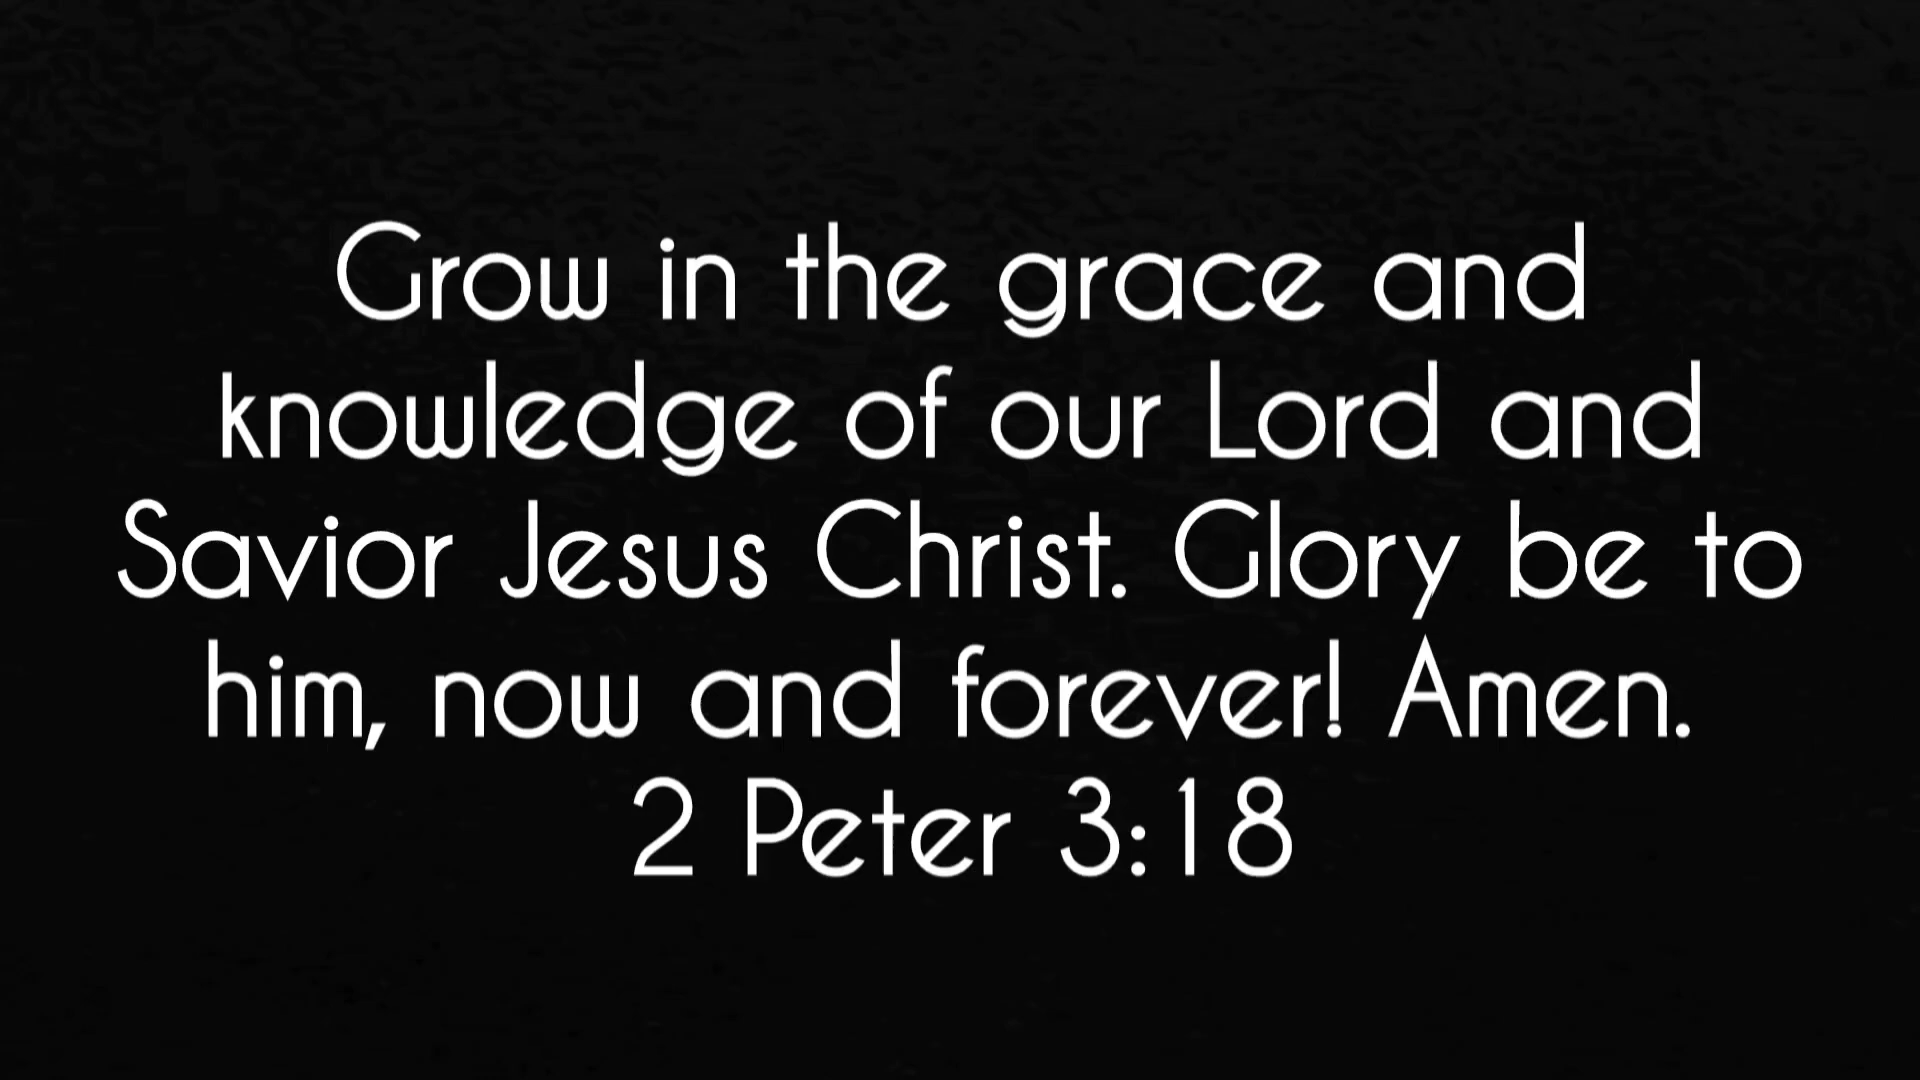 Grow in the grace and
knowledge of our Lord and
Savior Jesus Christ. Glory be to
him, now and forever! Amen.
2 Peter 3:18